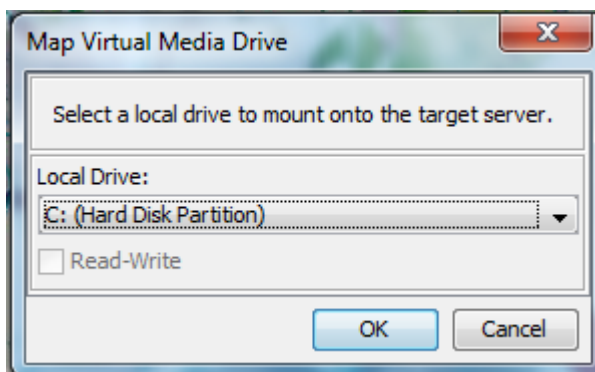 Map Virtual Media Drive
Select a local drive to mount onto the target server.
Local Drive:
C: (Hard Disk Partition)
Read-Write
OK
Cancel